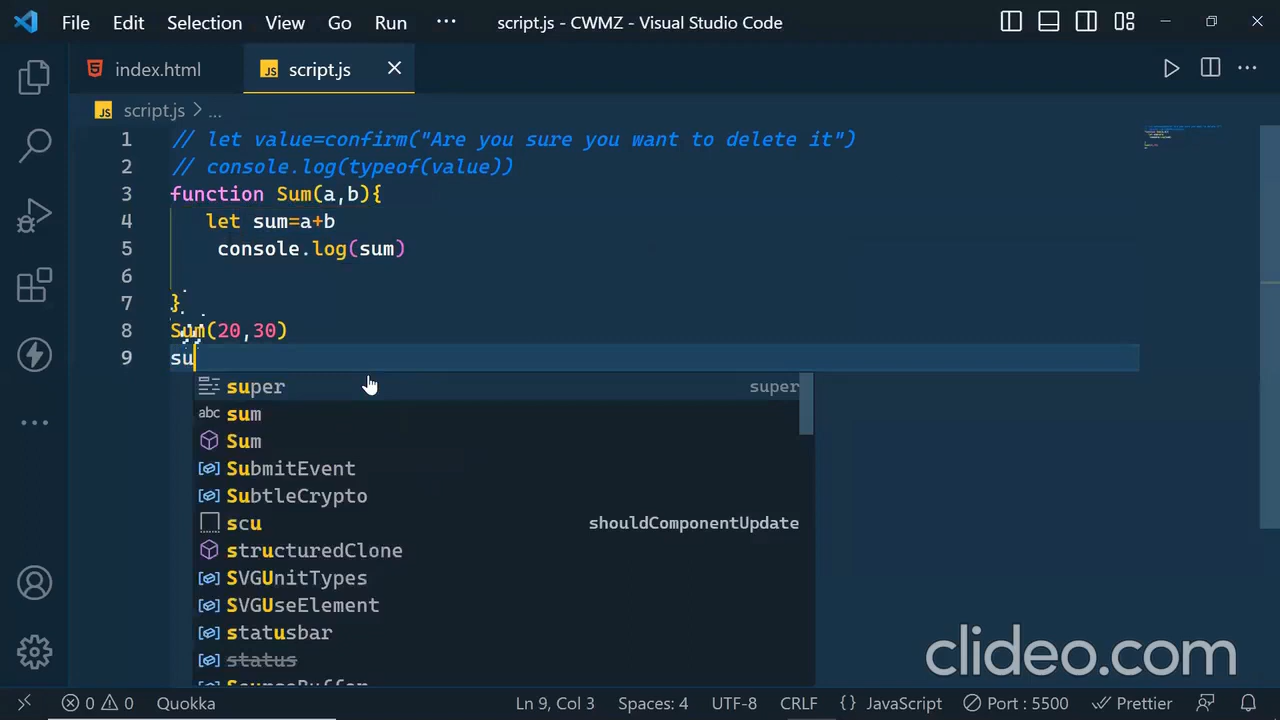 File Edit Selection View Go Run ··· script.js - CWMZ - Visual Studio Code
index.html JS script.js
JS script.js > ...
1 // let value=confirm("Are you sure you want to delete it")
2 // console.log(typeof(value))
3 function Sum(a,b){
4 let sum=a+b
5 console.log(sum)
6
7 }
8 Sum(20,30)
9 su
super super
abc sum
Sum
SubmitEvent
SubtleCrypto
scu shouldComponentUpdate
structuredClone
SVGUnitTypes
SVGUseElement
statusbar
status
SourceBuffer
clideo.com
0 0 Quokka Ln 9, Col 3 Spaces: 4 UTF-8 CRLF {} JavaScript Port : 5500 Prettier